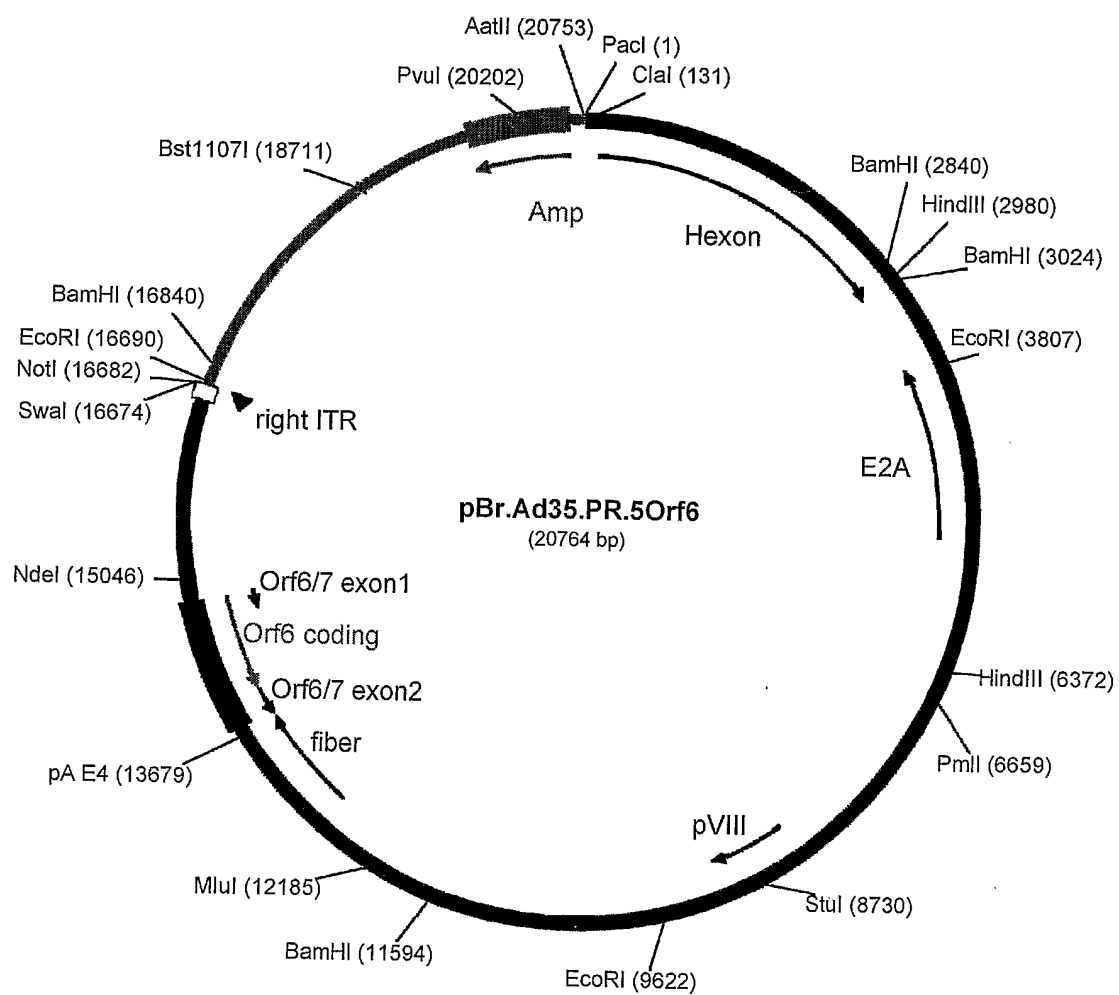 AatII (20753)
PacI (1)
PvuI (20202)
ClaI (131)
Bst1107I (18711)
BamHI (2840)
HindIII (2980)
Amp
Hexon
BamHI (3024)
BamHI (16840)
EcoRI (16690)
EcoRI (3807)
NotI (16682)
SwaI (16674)
right ITR
E2A
pBr.Ad35.PR.5Orf6
(20764 bp)
NdeI (15046)
Orf6/7 exon1
Orf6 coding
HindIII (6372)
Orf6/7 exon2
fiber
pA E4 (13679)
PmlI (6659)
pVIII
MluI (12185)
StuI (8730)
BamHI (11594)
EcoRI (9622)